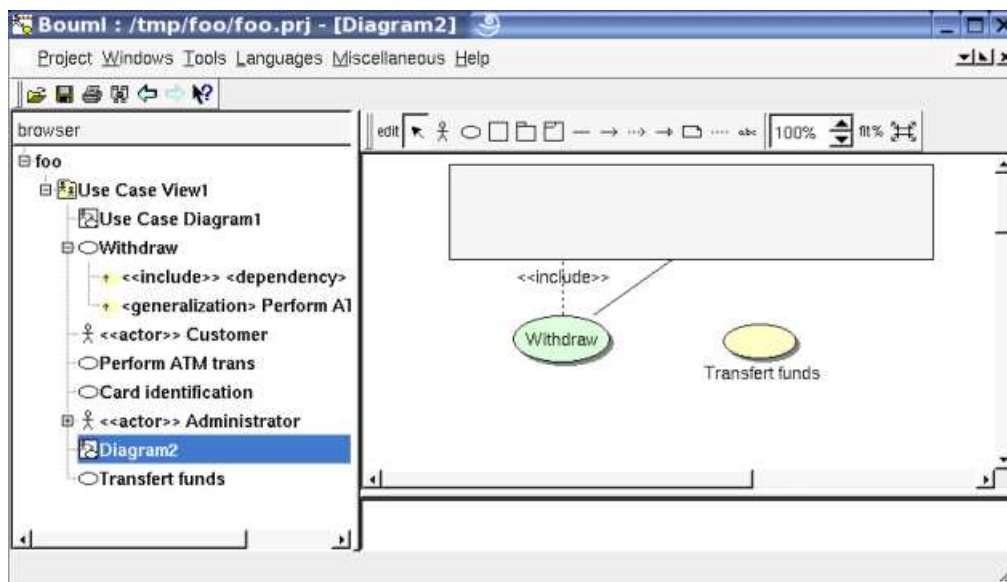 Bouml : /tmp/foo/foo.prj - [Diagram2]
Project Windows Tools Languages Miscellaneous Help
browser
edit
abc
100%
fit%
foo
Use Case View1
Use Case Diagram1
Withdraw
<<include>> <dependency>
<generalization> Perform AT
<<actor>> Customer
Perform ATM trans
Card identification
<<actor>> Administrator
Diagram2
Transfert funds
<<include>>
Withdraw
Transfert funds